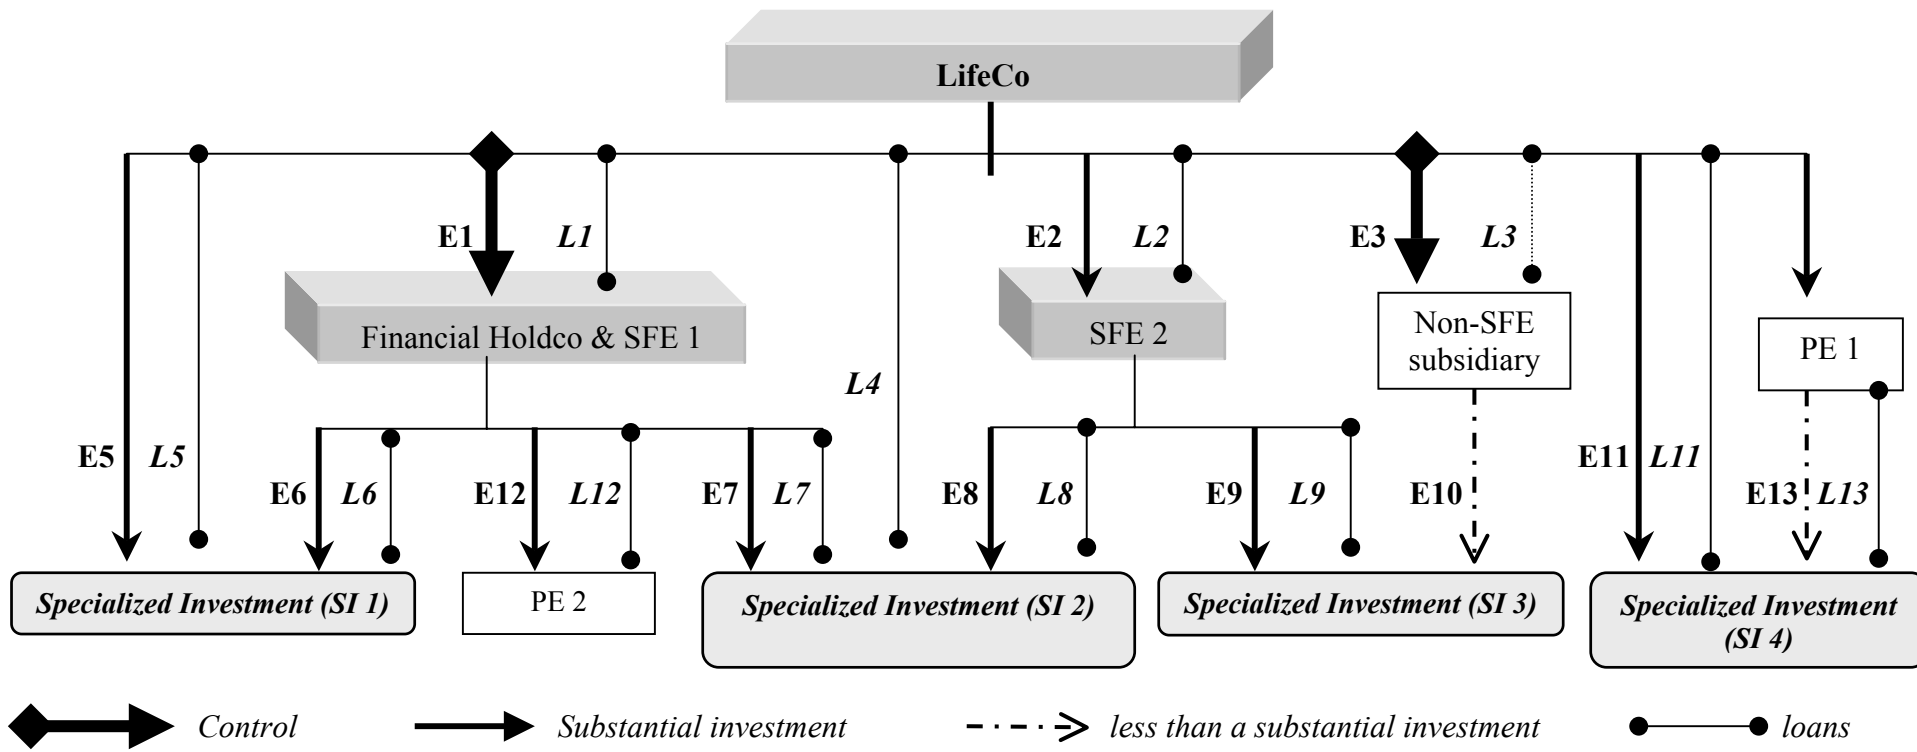 LifeCo
E1 L1 E2 L2 E3 L3
Financial Holdco & SFE 1
SFE 2
Non-SFE
subsidiary
PE 1
L4
E5 L5 E6 L6 E12 L12 E7 L7 E8 L8 E9 L9 E10 E11 L11 E13 L13
Specialized Investment (SI 1)
PE 2
Specialized Investment (SI 2)
Specialized Investment (SI 3)
Specialized Investment
(SI 4)
Control Substantial investment less than a substantial investment loans